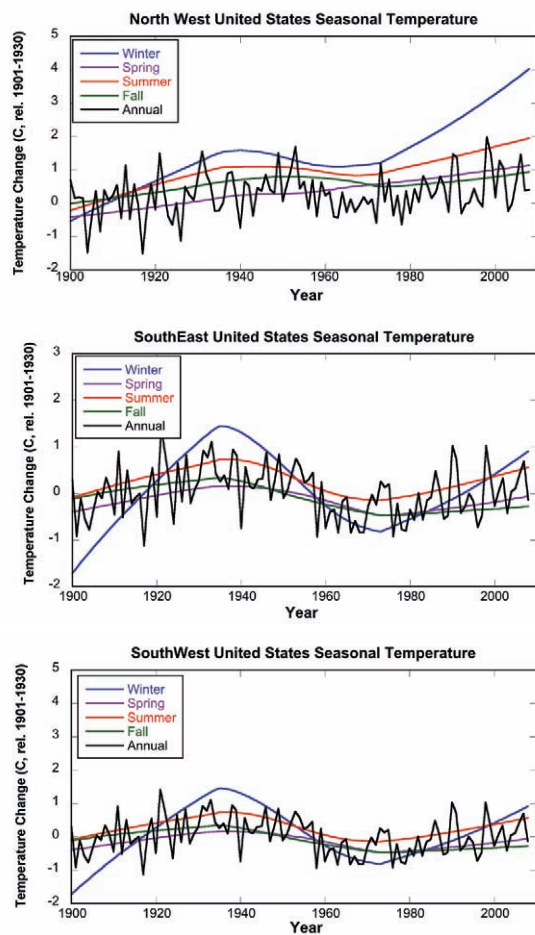 North West United States Seasonal Temperature
Temperature Change (C, rel. 1901-1930)
5
4
3
2
1
0
-1
-2
Winter
Spring
Summer
Fall
Annual
1900 1920 1940 1960 1980 2000
Year
SouthEast United States Seasonal Temperature
Temperature Change (C, rel. 1901-1930)
3
2
1
0
-1
-2
Winter
Spring
Summer
Fall
Annual
1900 1920 1940 1960 1980 2000
Year
SouthWest United States Seasonal Temperature
Temperature Change (C, rel. 1901-1930)
5
4
3
2
1
0
-1
-2
Winter
Spring
Summer
Fall
Annual
1900 1920 1940 1960 1980 2000
Year